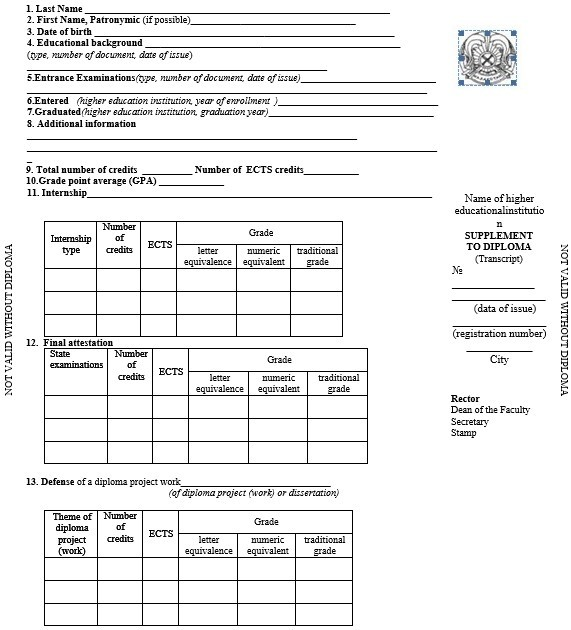 1. Last Name
2. First Name, Patronymic (if possible)
3. Date of birth
4. Educational background
(type, number of document, date of issue)
5.Entrance Examinations(type, number of document, date of issue)
6.Entered (higher education institution, year of enrollment )
7.Graduated(higher education institution, graduation year)
8. Additional information
9. Total number of credits Number of ECTS credits
10.Grade point average (GPA)
11. Internship
Internship type Number of credits ECTS Grade
letter equivalence numeric equivalent traditional grade
12. Final attestation
State examinations Number of credits ECTS Grade
letter equivalence numeric equivalent traditional grade
13. Defense of a diploma project work
(of diploma project (work) or dissertation)
Theme of diploma project (work) Number of credits ECTS Grade
letter equivalence numeric equivalent traditional grade
NOT VALID WITHOUT DIPLOMA
Name of higher
educationalinstitutio
n
SUPPLEMENT
TO DIPLOMA
(Transcript)
№
(data of issue)
(registration number)
City
Rector
Dean of the Faculty
Secretary
Stamp
NOT VALID WITHOUT DIPLOMA